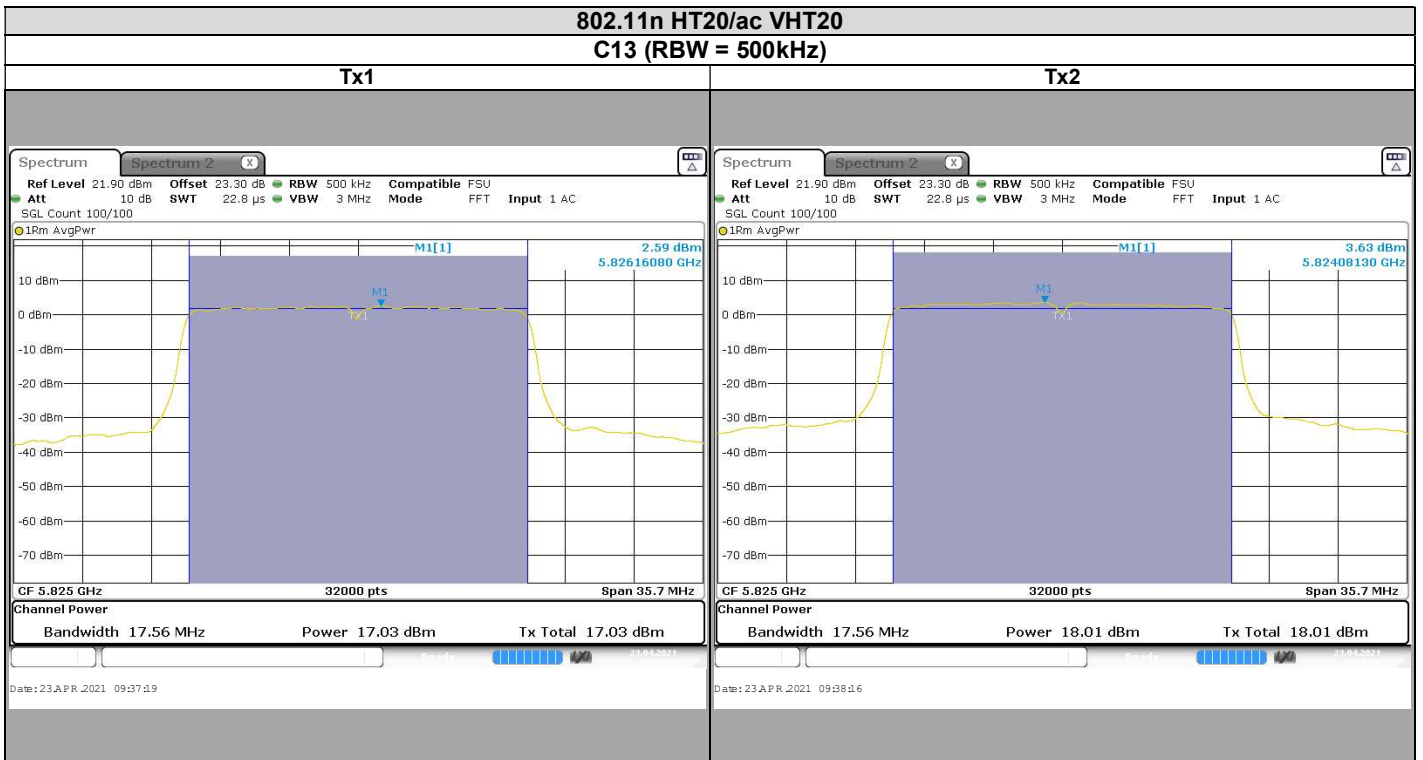 802.11n HT20/ac VHT20
C13 (RBW = 500kHz)
Tx1
Tx2
Spectrum
Spectrum 2
X
Ref Level 21.90 dBm Offset 23.30 dB RBW 500 kHz Compatible FSU
Att 10 dB SWT 22.8 µs VBW 3 MHz Mode FFT Input 1 AC
SGL Count 100/100
1Rm AvgPwr
M1[1] 2.59 dBm
5.82616080 GHz
10 dBm
M1
0 dBm
Tx1
-10 dBm
-20 dBm
-30 dBm
-40 dBm
-50 dBm
-60 dBm
-70 dBm
CF 5.825 GHz 32000 pts Span 35.7 MHz
Channel Power
Bandwidth 17.56 MHz Power 17.03 dBm Tx Total 17.03 dBm
Ready 23.04.2021
Date: 23.APR.2021 09:37:19
Spectrum
Spectrum 2
X
Ref Level 21.90 dBm Offset 23.30 dB RBW 500 kHz Compatible FSU
Att 10 dB SWT 22.8 µs VBW 3 MHz Mode FFT Input 1 AC
SGL Count 100/100
1Rm AvgPwr
M1[1] 3.63 dBm
5.82408130 GHz
10 dBm
M1
0 dBm
Tx1
-10 dBm
-20 dBm
-30 dBm
-40 dBm
-50 dBm
-60 dBm
-70 dBm
CF 5.825 GHz 32000 pts Span 35.7 MHz
Channel Power
Bandwidth 17.56 MHz Power 18.01 dBm Tx Total 18.01 dBm
Ready 23.04.2021
Date: 23.APR.2021 09:38:16